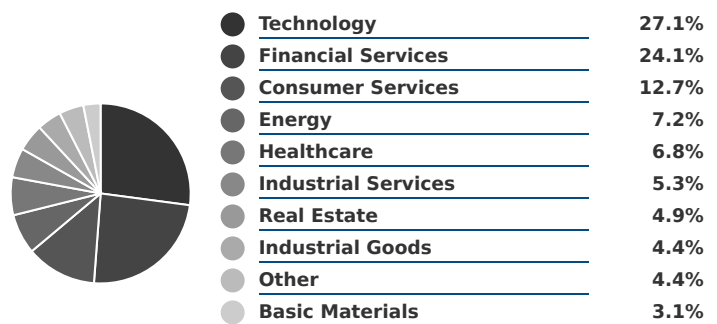 Technology 27.1%
Financial Services 24.1%
Consumer Services 12.7%
Energy 7.2%
Healthcare 6.8%
Industrial Services 5.3%
Real Estate 4.9%
Industrial Goods 4.4%
Other 4.4%
Basic Materials 3.1%